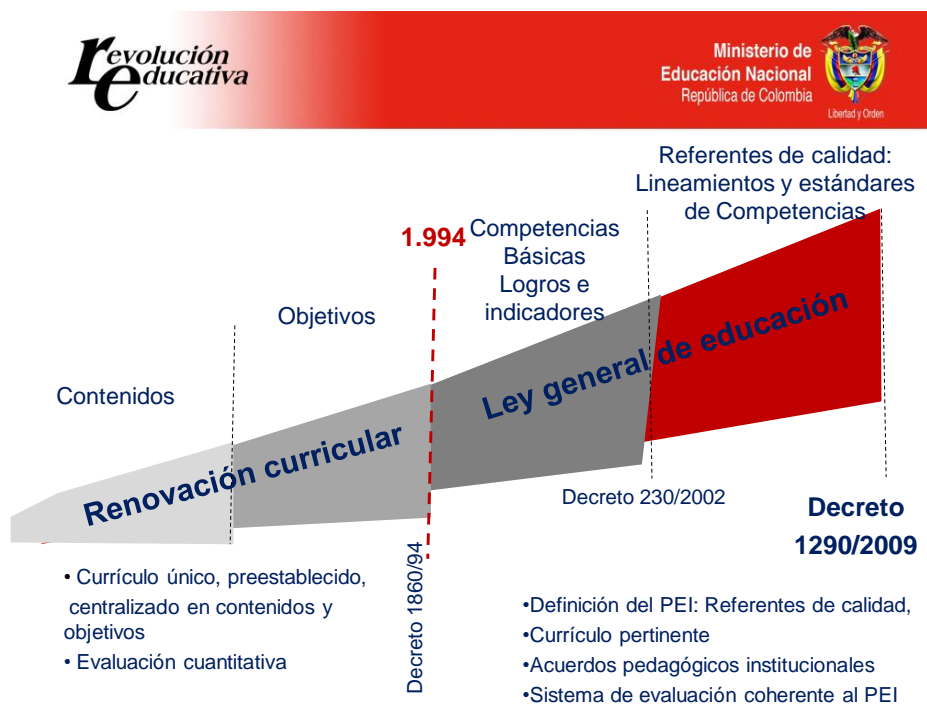 revolución
educativa
Ministerio de
Educación Nacional
República de Colombia
Libertad y Orden
Referentes de calidad:
Lineamientos y estándares
de Competencias
1.994
Competencias
Básicas
Logros e
indicadores
Objetivos
Contenidos
Renovación curricular
Ley general de educación
Decreto 230/2002
Decreto
1290/2009
Decreto 1860/94
• Currículo único, preestablecido,
centralizado en contenidos y
objetivos
• Evaluación cuantitativa
•Definición del PEI: Referentes de calidad,
•Currículo pertinente
•Acuerdos pedagógicos institucionales
•Sistema de evaluación coherente al PEI